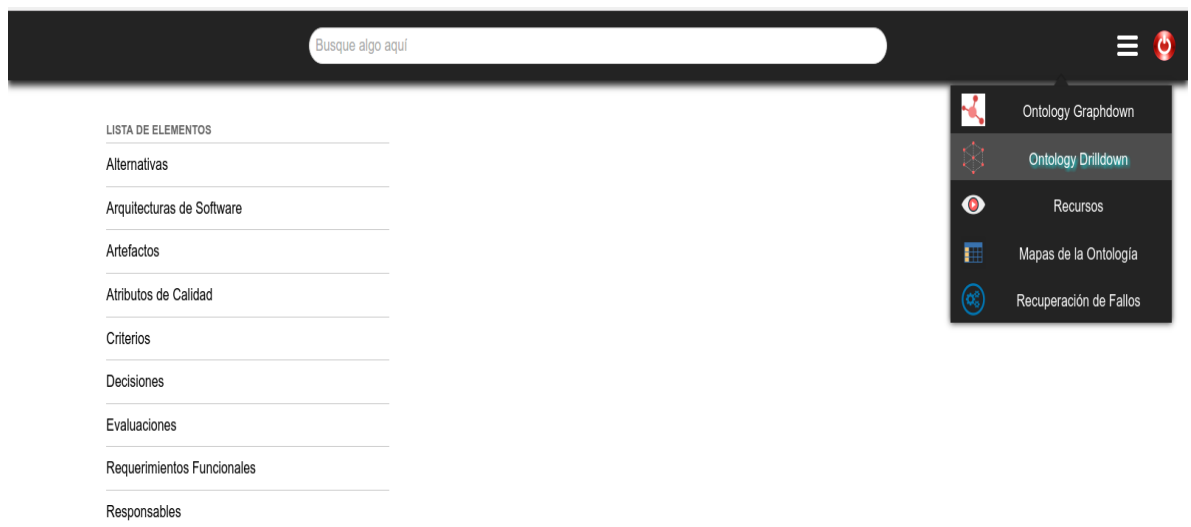 Busque algo aquí
LISTA DE ELEMENTOS
Alternativas
Arquitecturas de Software
Artefactos
Atributos de Calidad
Criterios
Decisiones
Evaluaciones
Requerimientos Funcionales
Responsables
Ontology Graphdown
Ontology Drilldown
Recursos
Mapas de la Ontología
Recuperación de Fallos